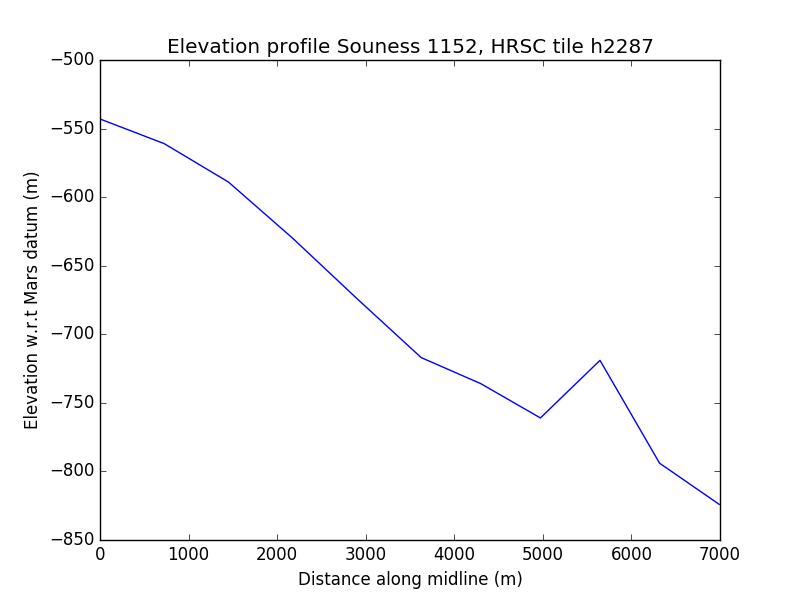 Elevation profile Souness 1152, HRSC tile h2287
−500
−550
−600
−650
−700
−750
−800
−850
Elevation w.r.t Mars datum (m)
0 1000 2000 3000 4000 5000 6000 7000
Distance along midline (m)